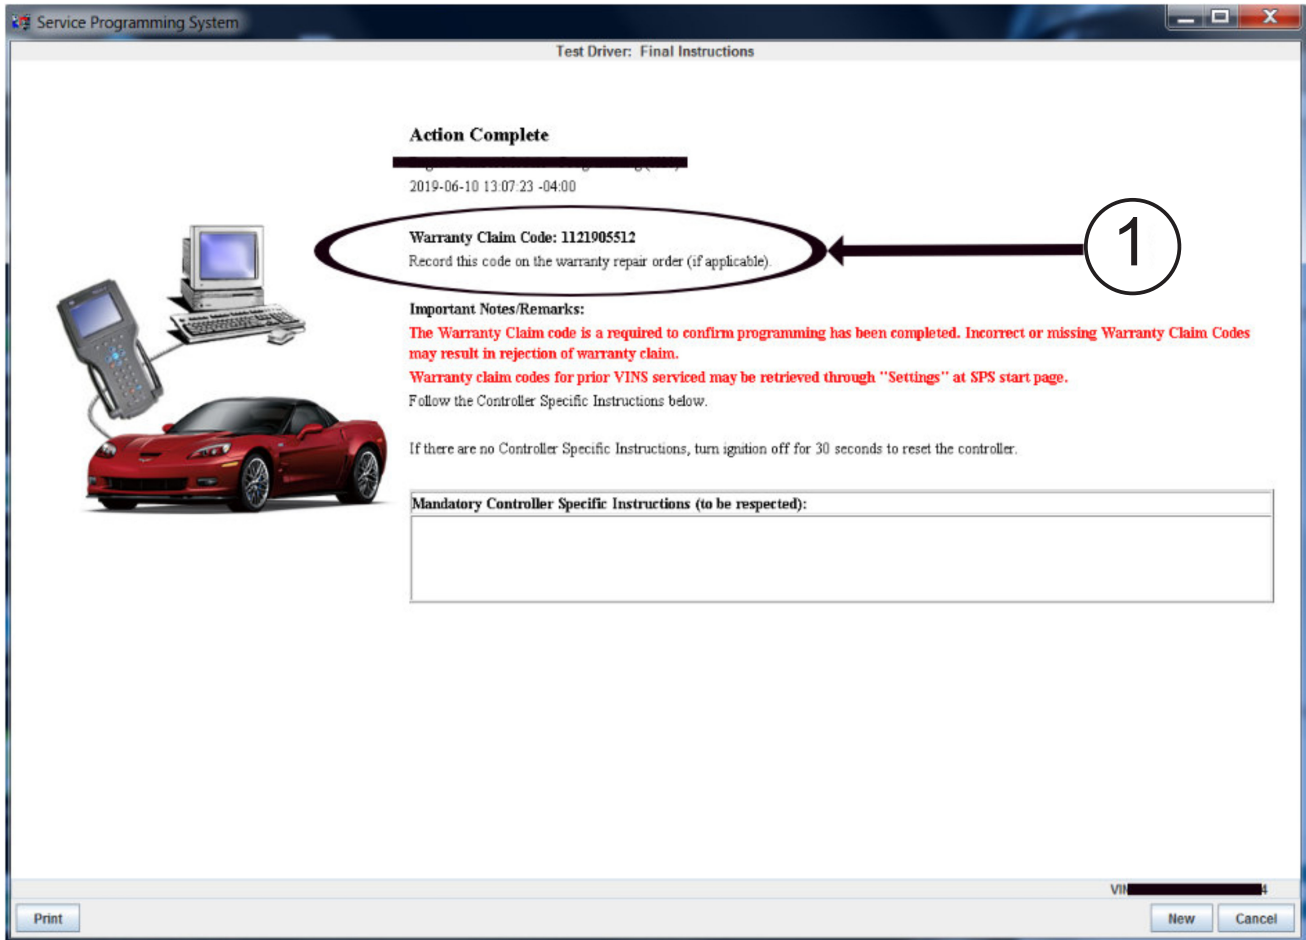 Service Programming System
Test Driver: Final Instructions
Action Complete
2019-06-10 13:07:23 -04:00
Warranty Claim Code: 1121905512
Record this code on the warranty repair order (if applicable).
1
Important Notes/Remarks:
The Warranty Claim code is a required to confirm programming has been completed. Incorrect or missing Warranty Claim Codes
may result in rejection of warranty claim.
Warranty claim codes for prior VINS serviced may be retrieved through "Settings" at SPS start page.
Follow the Controller Specific Instructions below.
If there are no Controller Specific Instructions, turn ignition off for 30 seconds to reset the controller.
Mandatory Controller Specific Instructions (to be respected):
4
Print
New
Cancel